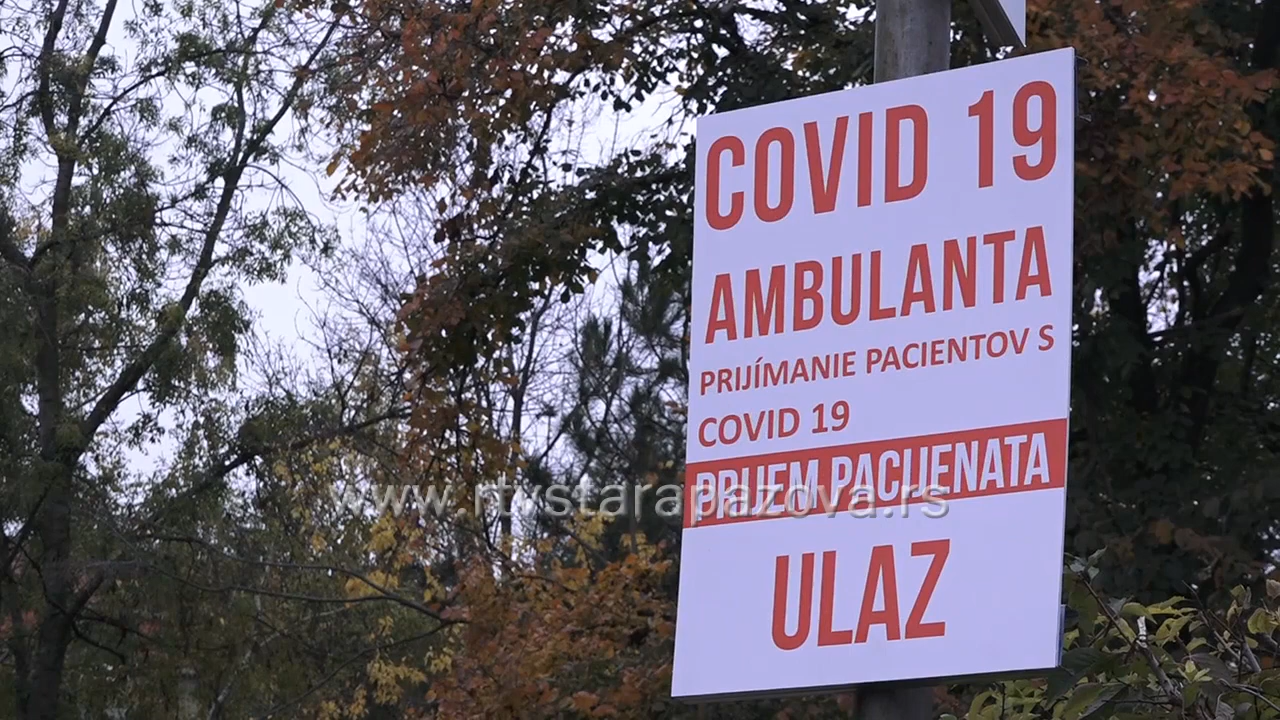 COVID 19
AMBULANTA
PRIJÍMANIE PACIENTOV S
COVID 19
PRIJEM PACIJENATA
www.rtvstarapazova.rs
ULAZ